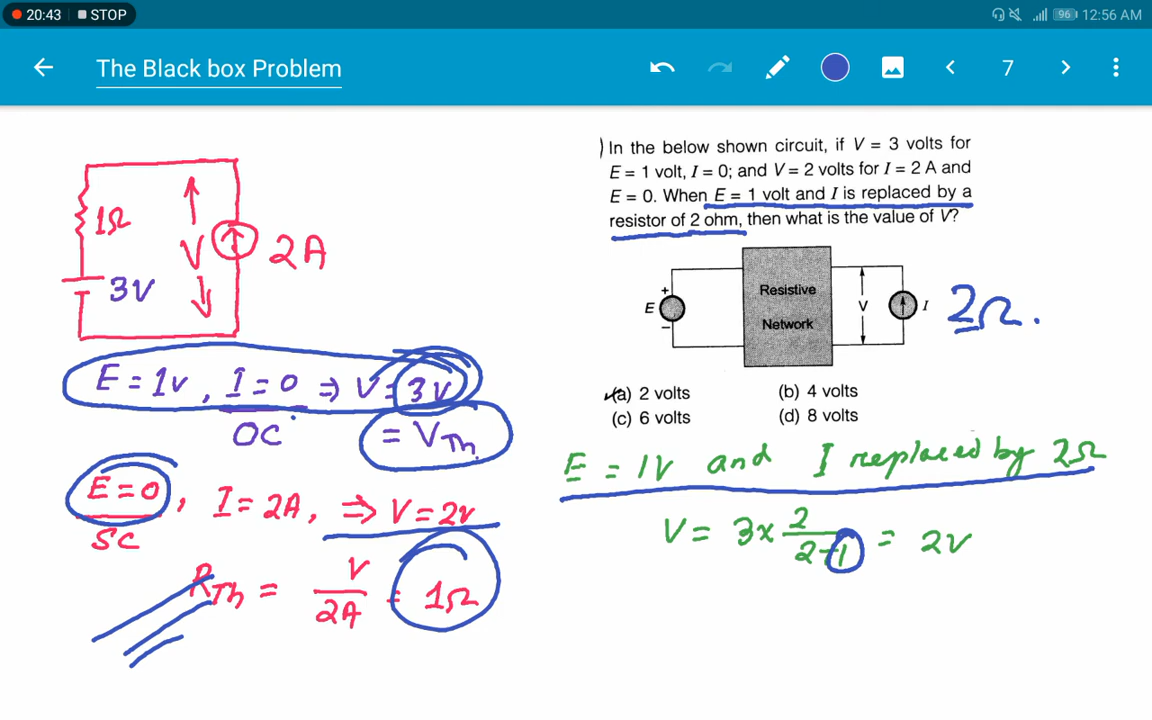 20:43 STOP
96 12:56 AM
The Black box Problem
7
1Ω
3V
V
2A
E = 1v, I = 0 ⇒ V = 3v
OC
= VTh
E = 0, I = 2A, ⇒ V = 2v
SC
RTh = V/2A = 1Ω
) In the below shown circuit, if V = 3 volts for
E = 1 volt, I = 0; and V = 2 volts for I = 2 A and
E = 0. When E = 1 volt and I is replaced by a
resistor of 2 ohm, then what is the value of V?
+
E
−
Resistive
Network
V
I
2Ω.
(a) 2 volts
(b) 4 volts
(c) 6 volts
(d) 8 volts
E = 1V and I replaced by 2Ω
V = 3 x 2/2+1 = 2V